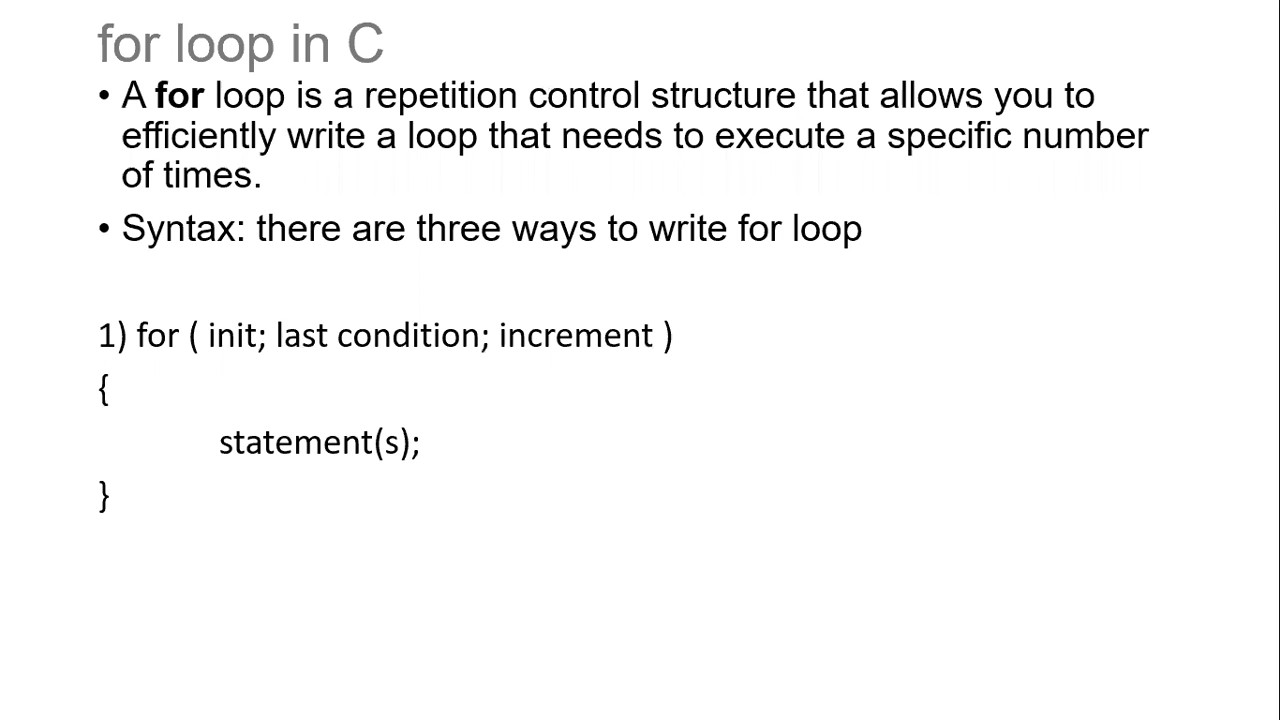 for loop in C
• A for loop is a repetition control structure that allows you to
efficiently write a loop that needs to execute a specific number
of times.
• Syntax: there are three ways to write for loop
1) for ( init; last condition; increment )
{
statement(s);
}